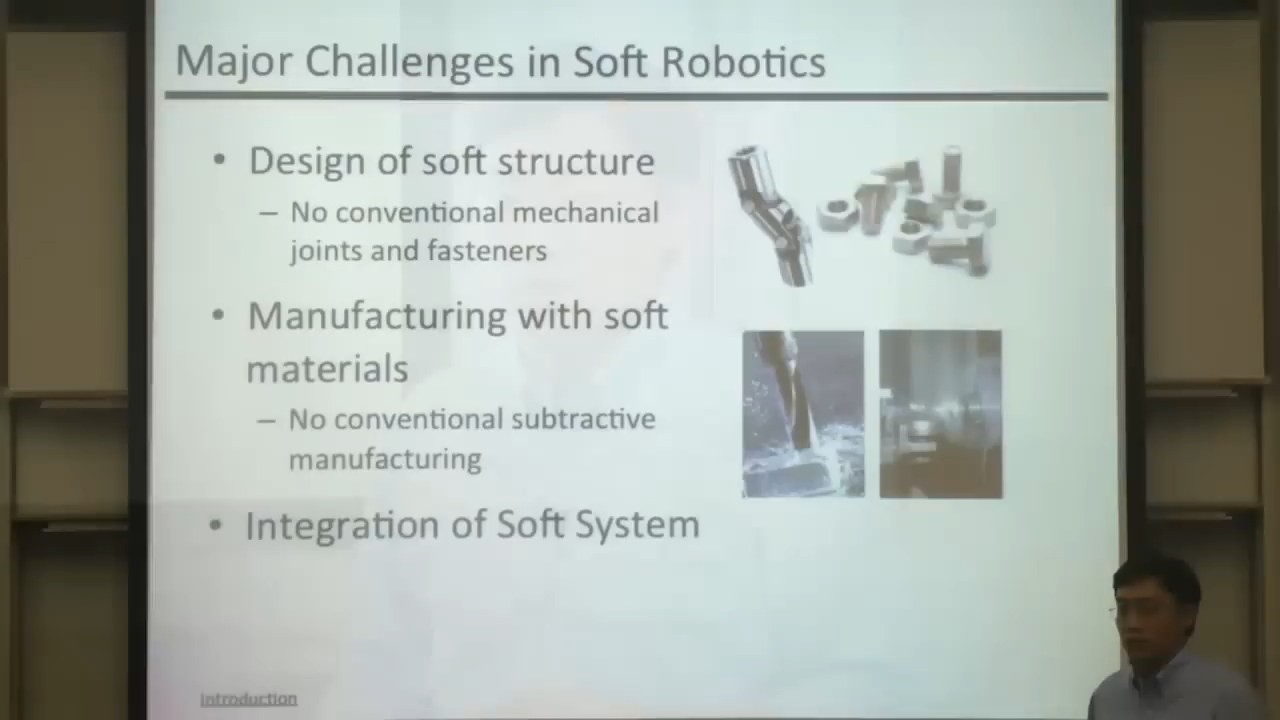 Major Challenges in Soft Robotics
• Design of soft structure
– No conventional mechanical
joints and fasteners
• Manufacturing with soft
materials
– No conventional subtractive
manufacturing
• Integration of Soft System
Introduction